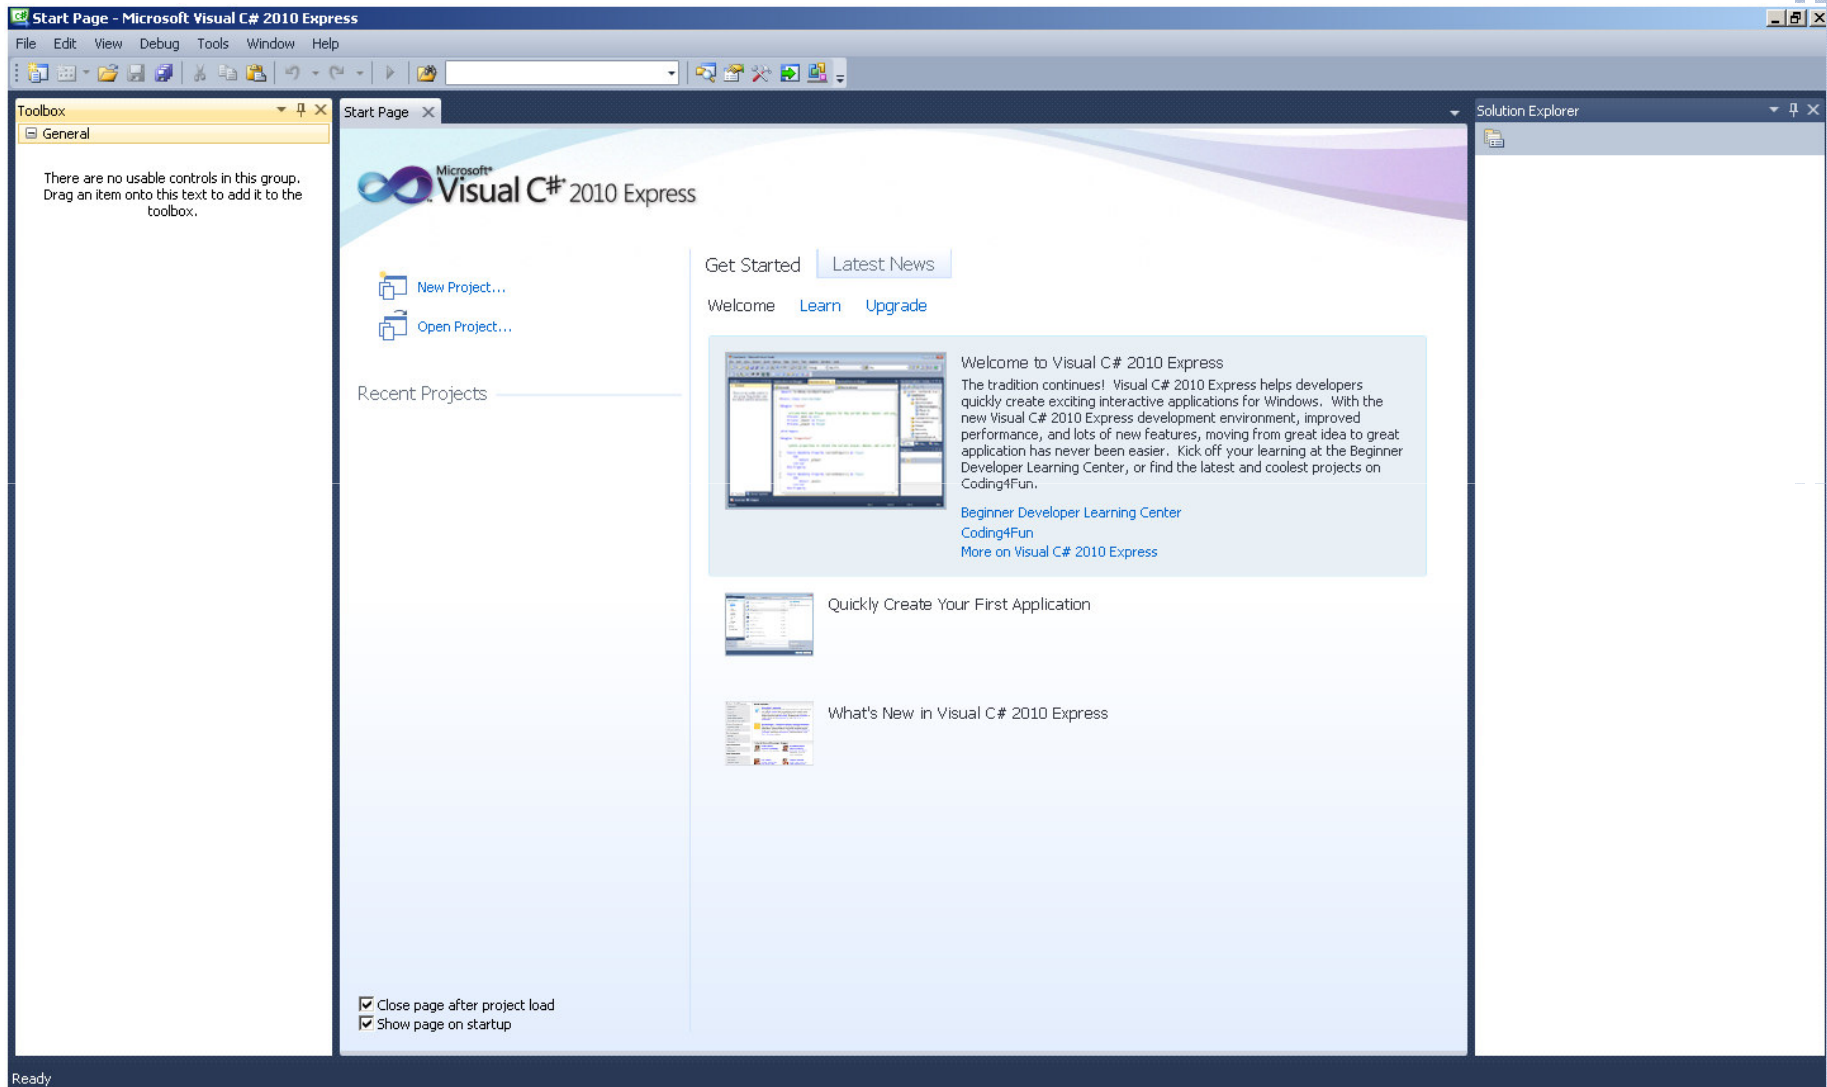 Start Page - Microsoft Visual C# 2010 Express
File Edit View Debug Tools Window Help
Toolbox
Start Page
Solution Explorer
General
There are no usable controls in this group.
Drag an item onto this text to add it to the
toolbox.
Microsoft®
Visual C#® 2010 Express
Get Started Latest News
New Project...
Welcome Learn Upgrade
Open Project...
Recent Projects
Welcome to Visual C# 2010 Express
The tradition continues! Visual C# 2010 Express helps developers
quickly create exciting interactive applications for Windows. With the
new Visual C# 2010 Express development environment, improved
performance, and lots of new features, moving from great idea to great
application has never been easier. Kick off your learning at the Beginner
Developer Learning Center, or find the latest and coolest projects on
Coding4Fun.
Beginner Developer Learning Center
Coding4Fun
More on Visual C# 2010 Express
Quickly Create Your First Application
What's New in Visual C# 2010 Express
Close page after project load
Show page on startup
Ready